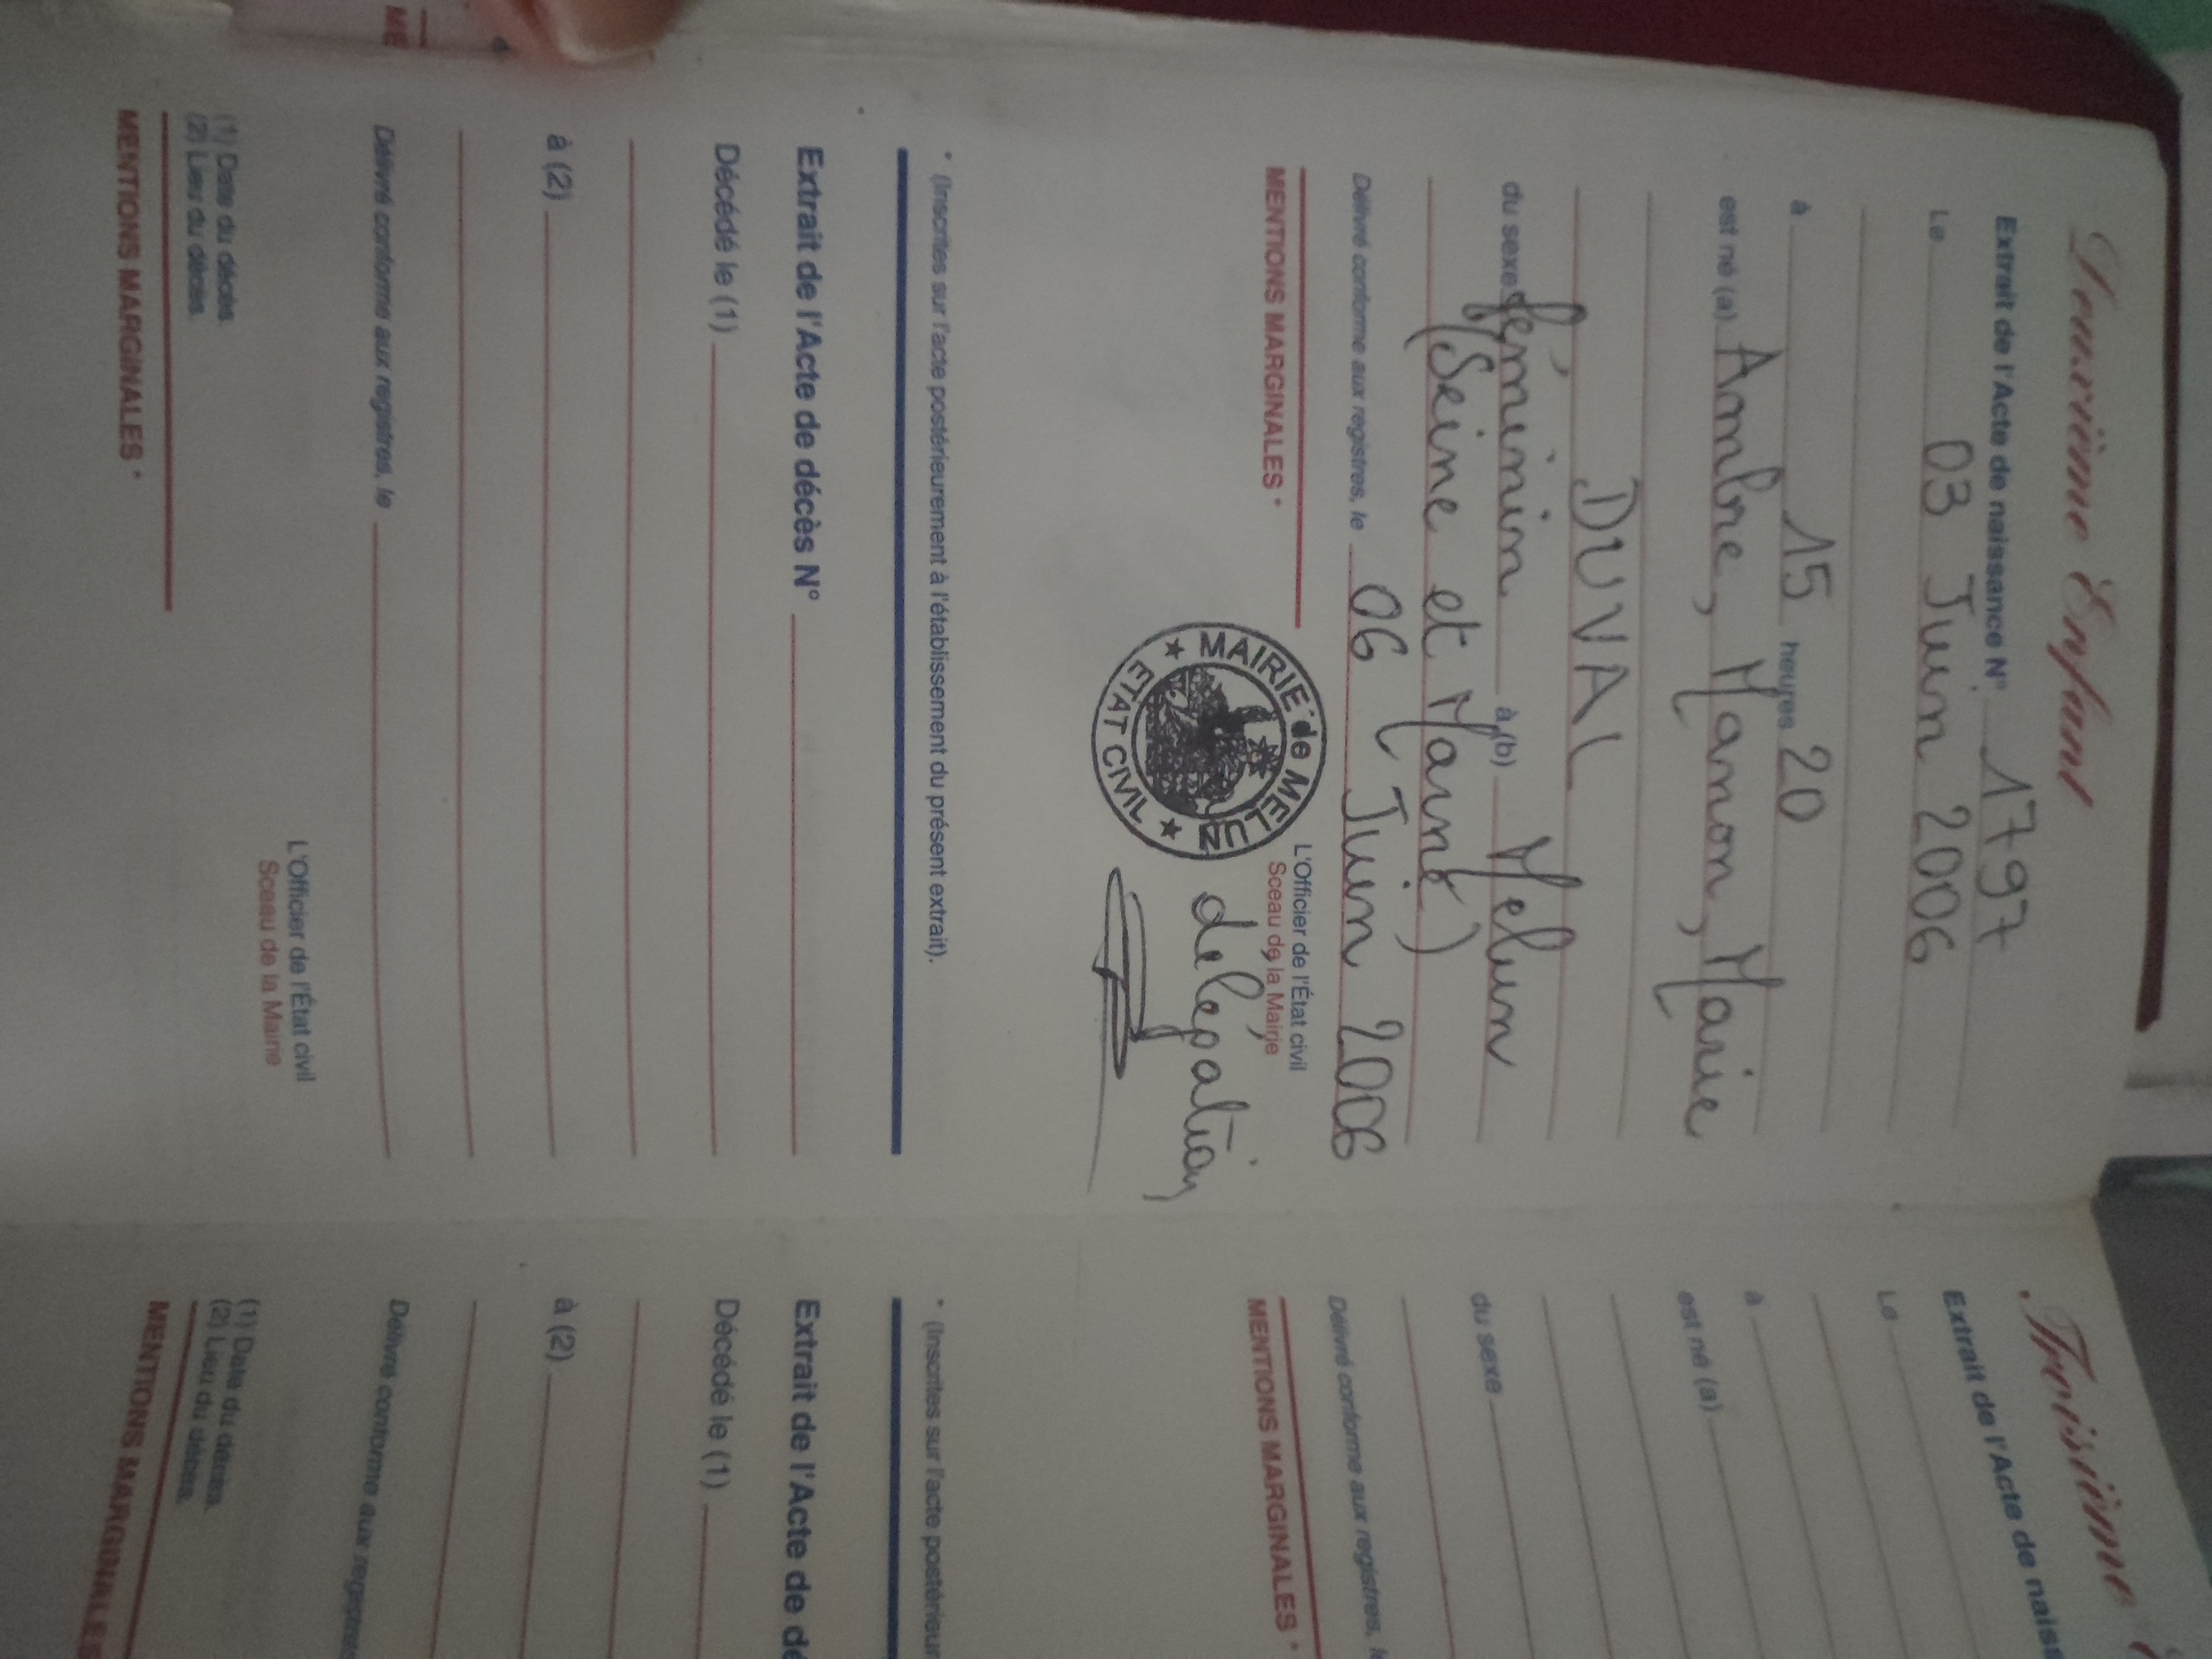 Deuxième Enfant
Extrait de l'Acte de naissance N° 1797
Le 03 Juin 2006
à 15 heures 20
est né (a) Ambre, Manon, Marie
DUVAL
du sexe féminin à (b) Melun
(Seine et Marne)
Délivré conforme aux registres, le 06 Juin 2006
MENTIONS MARGINALES *
L'Officier de l'État civil
Sceau de la Mairie
MAIRIE de MELUN
ETAT CIVIL
délégation
* (Inscrites sur l'acte postérieurement à l'établissement du présent extrait).
Extrait de l'Acte de décès N°
Décédé le (1)
à (2)
Délivré conforme aux registres, le
L'Officier de l'État civil
Sceau de la Mairie
(1) Date du décès.
(2) Lieu du décès.
MENTIONS MARGINALES *
ME
Troisième
Extrait de l'Acte de naiss
Le
à
est né (a)
du sexe
Délivré conforme aux registres, l
MENTIONS MARGINALES *
* (Inscrites sur l'acte postérieur
Extrait de l'Acte de dé
Décédé le (1)
à (2)
Délivré conforme aux registres
(1) Date du décès.
(2) Lieu du décès.
MENTIONS MARGINALES